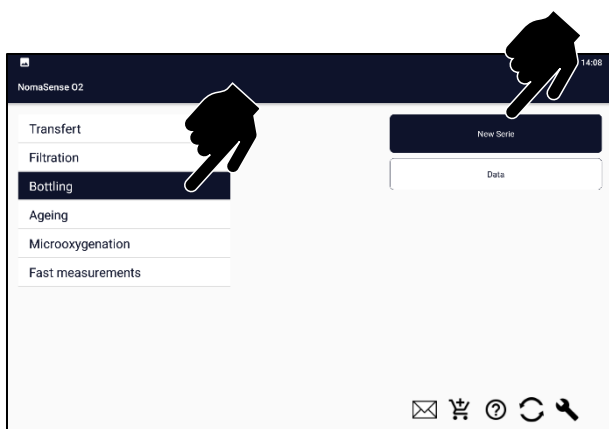 14:08
NomaSense O2
Transfert
Filtration
Bottling
Ageing
Microoxygenation
Fast measurements
New Serie
Data